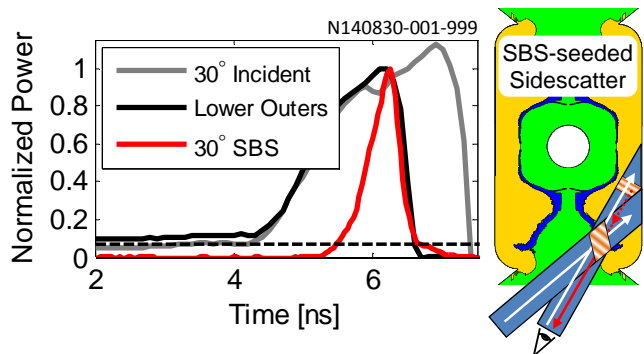 N140830-001-999
SBS-seeded
Sidescatter
30° Incident
Lower Outers
30° SBS
Normalized Power
1
0.8
0.6
0.4
0.2
0
2
4
6
Time [ns]